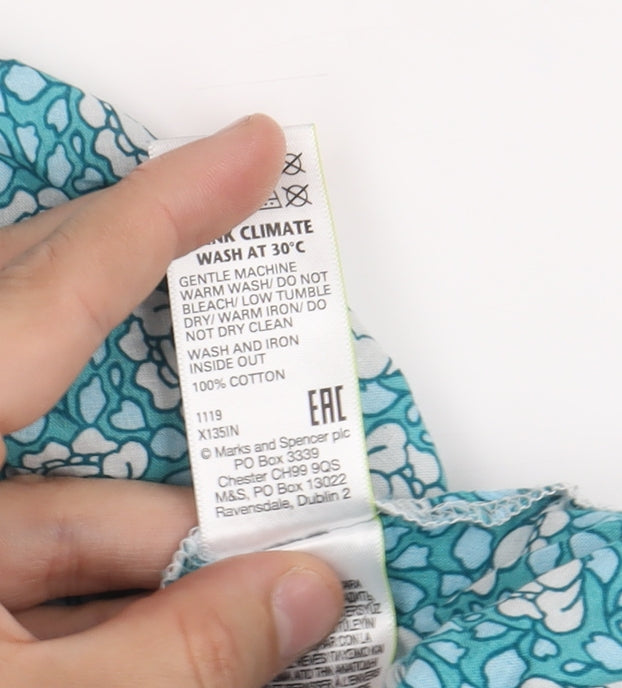 CLIMATE
WASH AT 30°C
GENTLE MACHINE
WARM WASH/ DO NOT
BLEACH/ LOW TUMBLE
DRY/ WARM IRON/ DO
NOT DRY CLEAN
WASH AND IRON
INSIDE OUT
100% COTTON
1119
X135IN
EAC
© Marks and Spencer plc
PO Box 3339
Chester CH99 9QS
M&S, PO Box 13022
Ravensdale, Dublin 2
CON LA